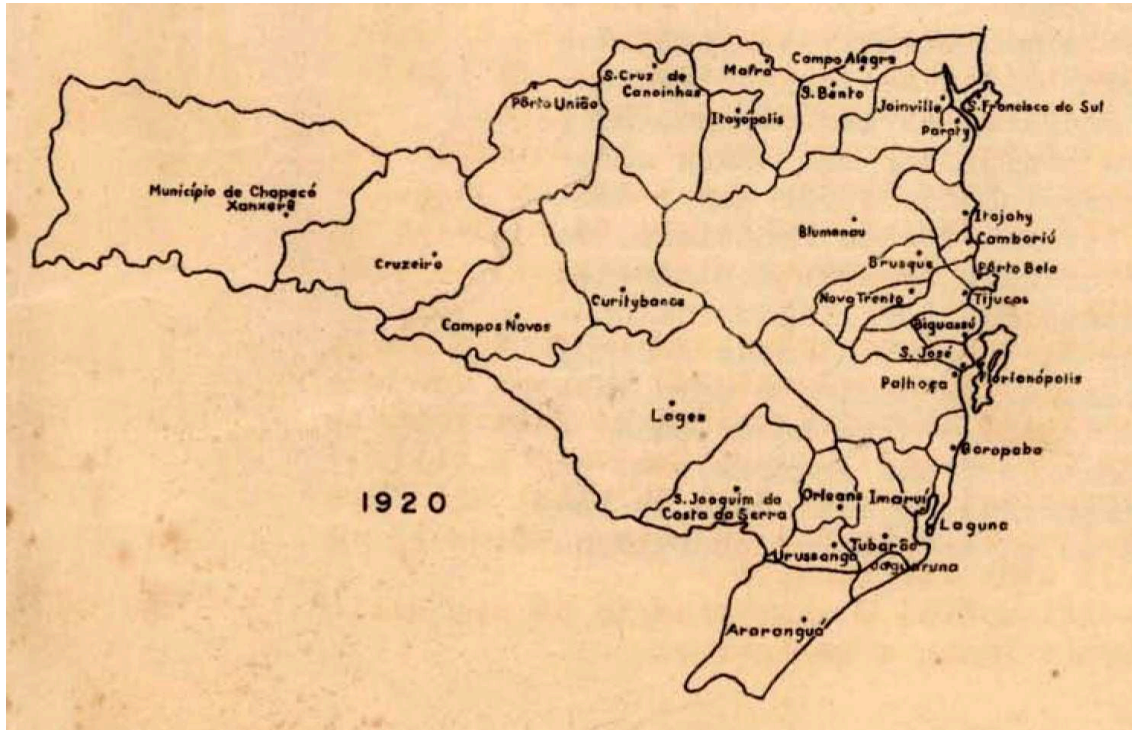 Campo Alegre
Mafra
S. Cruz de
Canoinhas
Pôrto União
S. Bento
Itayopolis
Joinville
S. Francisco do Sul
Paraty
Município de Chapecó
Xanxerê
Itajahy
Blumenau
Camboriú
Cruzeiro
Brusque
Pôrto Belo
Curitybanos
Nova Trento
Tijucas
Campos Novos
Biguassú
S. José
Palhoça
Florianópolis
Lages
Garopaba
1920
S. Joaquim da
Costa da Serra
Orleans
Imaruí
Laguna
Urussanga
Tubarão
Jaguaruna
Araranguá